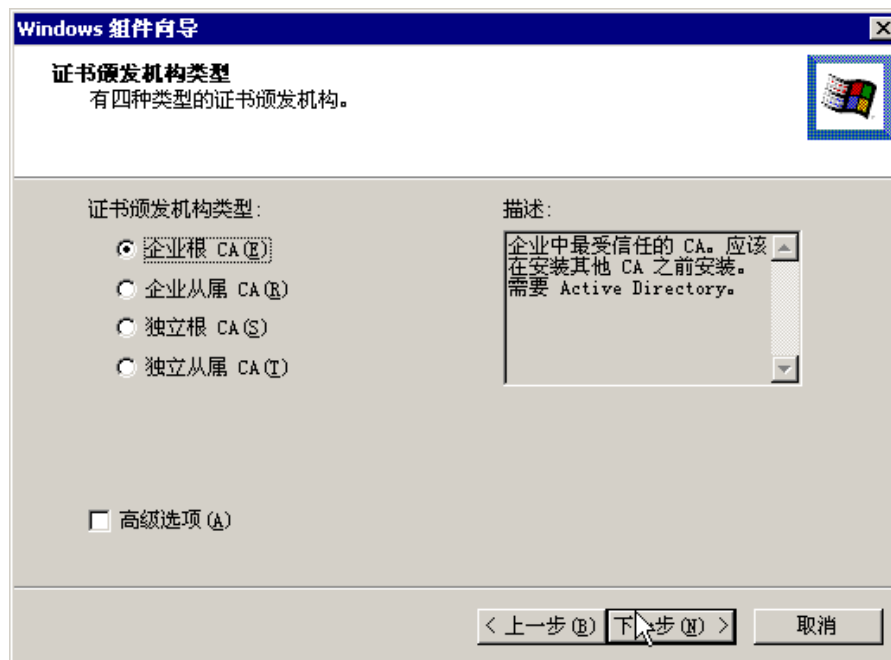 Windows 组件向导
证书颁发机构类型
有四种类型的证书颁发机构。
证书颁发机构类型:
企业根 CA(E)
企业从属 CA(R)
独立根 CA(S)
独立从属 CA(T)
描述:
企业中最受信任的 CA。应该
在安装其他 CA 之前安装。
需要 Active Directory。
高级选项(A)
< 上一步(B)
下一步(N) >
取消